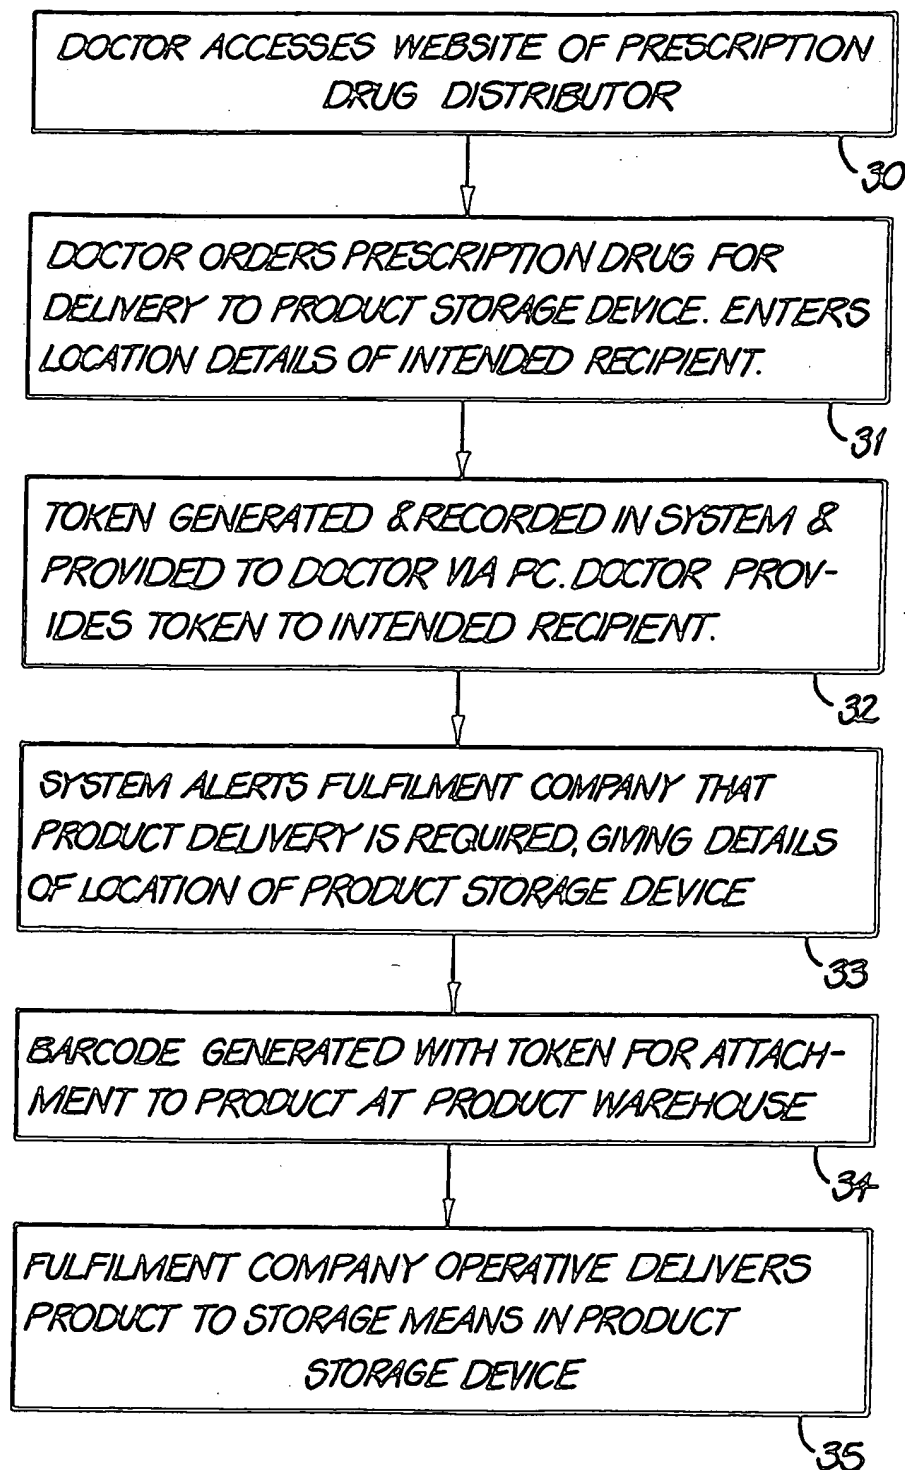 DOCTOR ACCESSES WEBSITE OF PRESCRIPTION
DRUG DISTRIBUTOR
30
DOCTOR ORDERS PRESCRIPTION DRUG FOR
DELIVERY TO PRODUCT STORAGE DEVICE. ENTERS
LOCATION DETAILS OF INTENDED RECIPIENT.
31
TOKEN GENERATED & RECORDED IN SYSTEM &
PROVIDED TO DOCTOR VIA PC. DOCTOR PROV-
IDES TOKEN TO INTENDED RECIPIENT.
32
SYSTEM ALERTS FULFILMENT COMPANY THAT
PRODUCT DELIVERY IS REQUIRED, GIVING DETAILS
OF LOCATION OF PRODUCT STORAGE DEVICE
33
BARCODE GENERATED WITH TOKEN FOR ATTACH-
MENT TO PRODUCT AT PRODUCT WAREHOUSE
34
FULFILMENT COMPANY OPERATIVE DELIVERS
PRODUCT TO STORAGE MEANS IN PRODUCT
STORAGE DEVICE
35